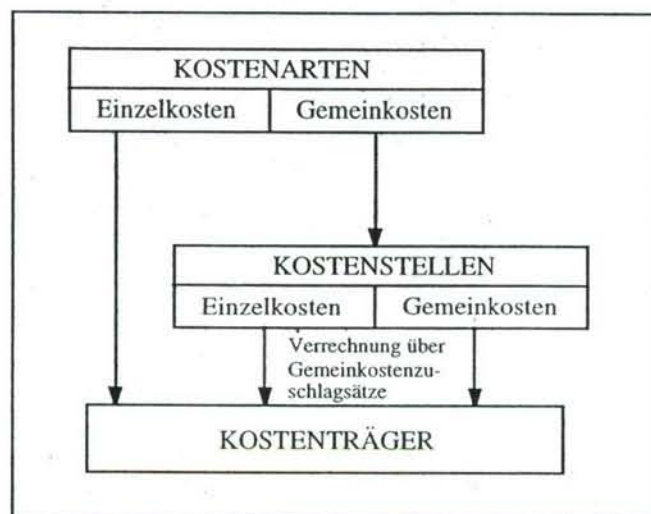 KOSTENARTEN
Einzelkosten Gemeinkosten
KOSTENSTELLEN
Einzelkosten Gemeinkosten
Verrechnung über
Gemeinkostenzu-
schlagsätze
KOSTENTRÄGER